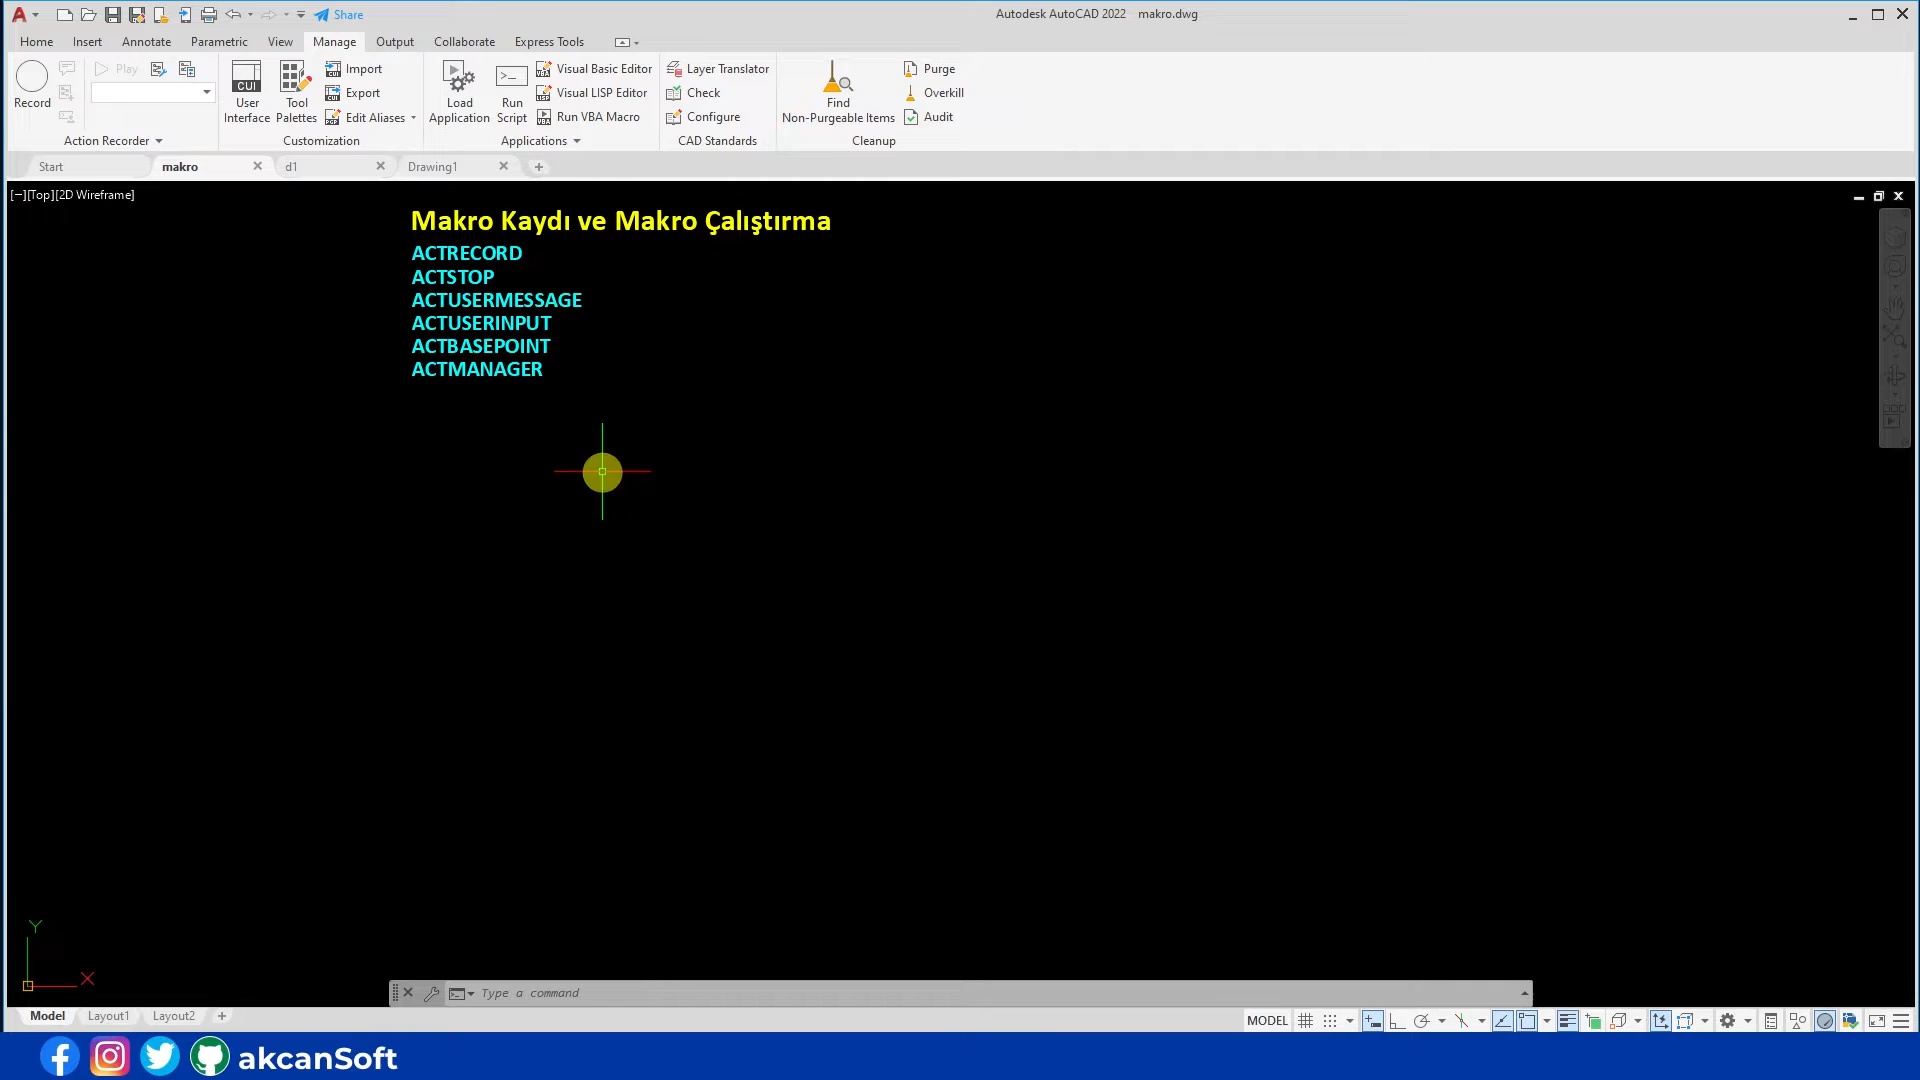 Share
Autodesk AutoCAD 2022 makro.dwg
Home Insert Annotate Parametric View Manage Output Collaborate Express Tools
Record
Play
Action Recorder
CUI
User Interface
Tool Palettes
Import
Export
Edit Aliases
Customization
Load Application
Run Script
Visual Basic Editor
Visual LISP Editor
Run VBA Macro
Applications
Layer Translator
Check
Configure
CAD Standards
Find Non-Purgeable Items
Purge
Overkill
Audit
Cleanup
Start makro d1 Drawing1
[−][Top][2D Wireframe]
Makro Kaydı ve Makro Çalıştırma
ACTRECORD
ACTSTOP
ACTUSERMESSAGE
ACTUSERINPUT
ACTBASEPOINT
ACTMANAGER
Y
X
Type a command
Model Layout1 Layout2
MODEL
akcanSoft